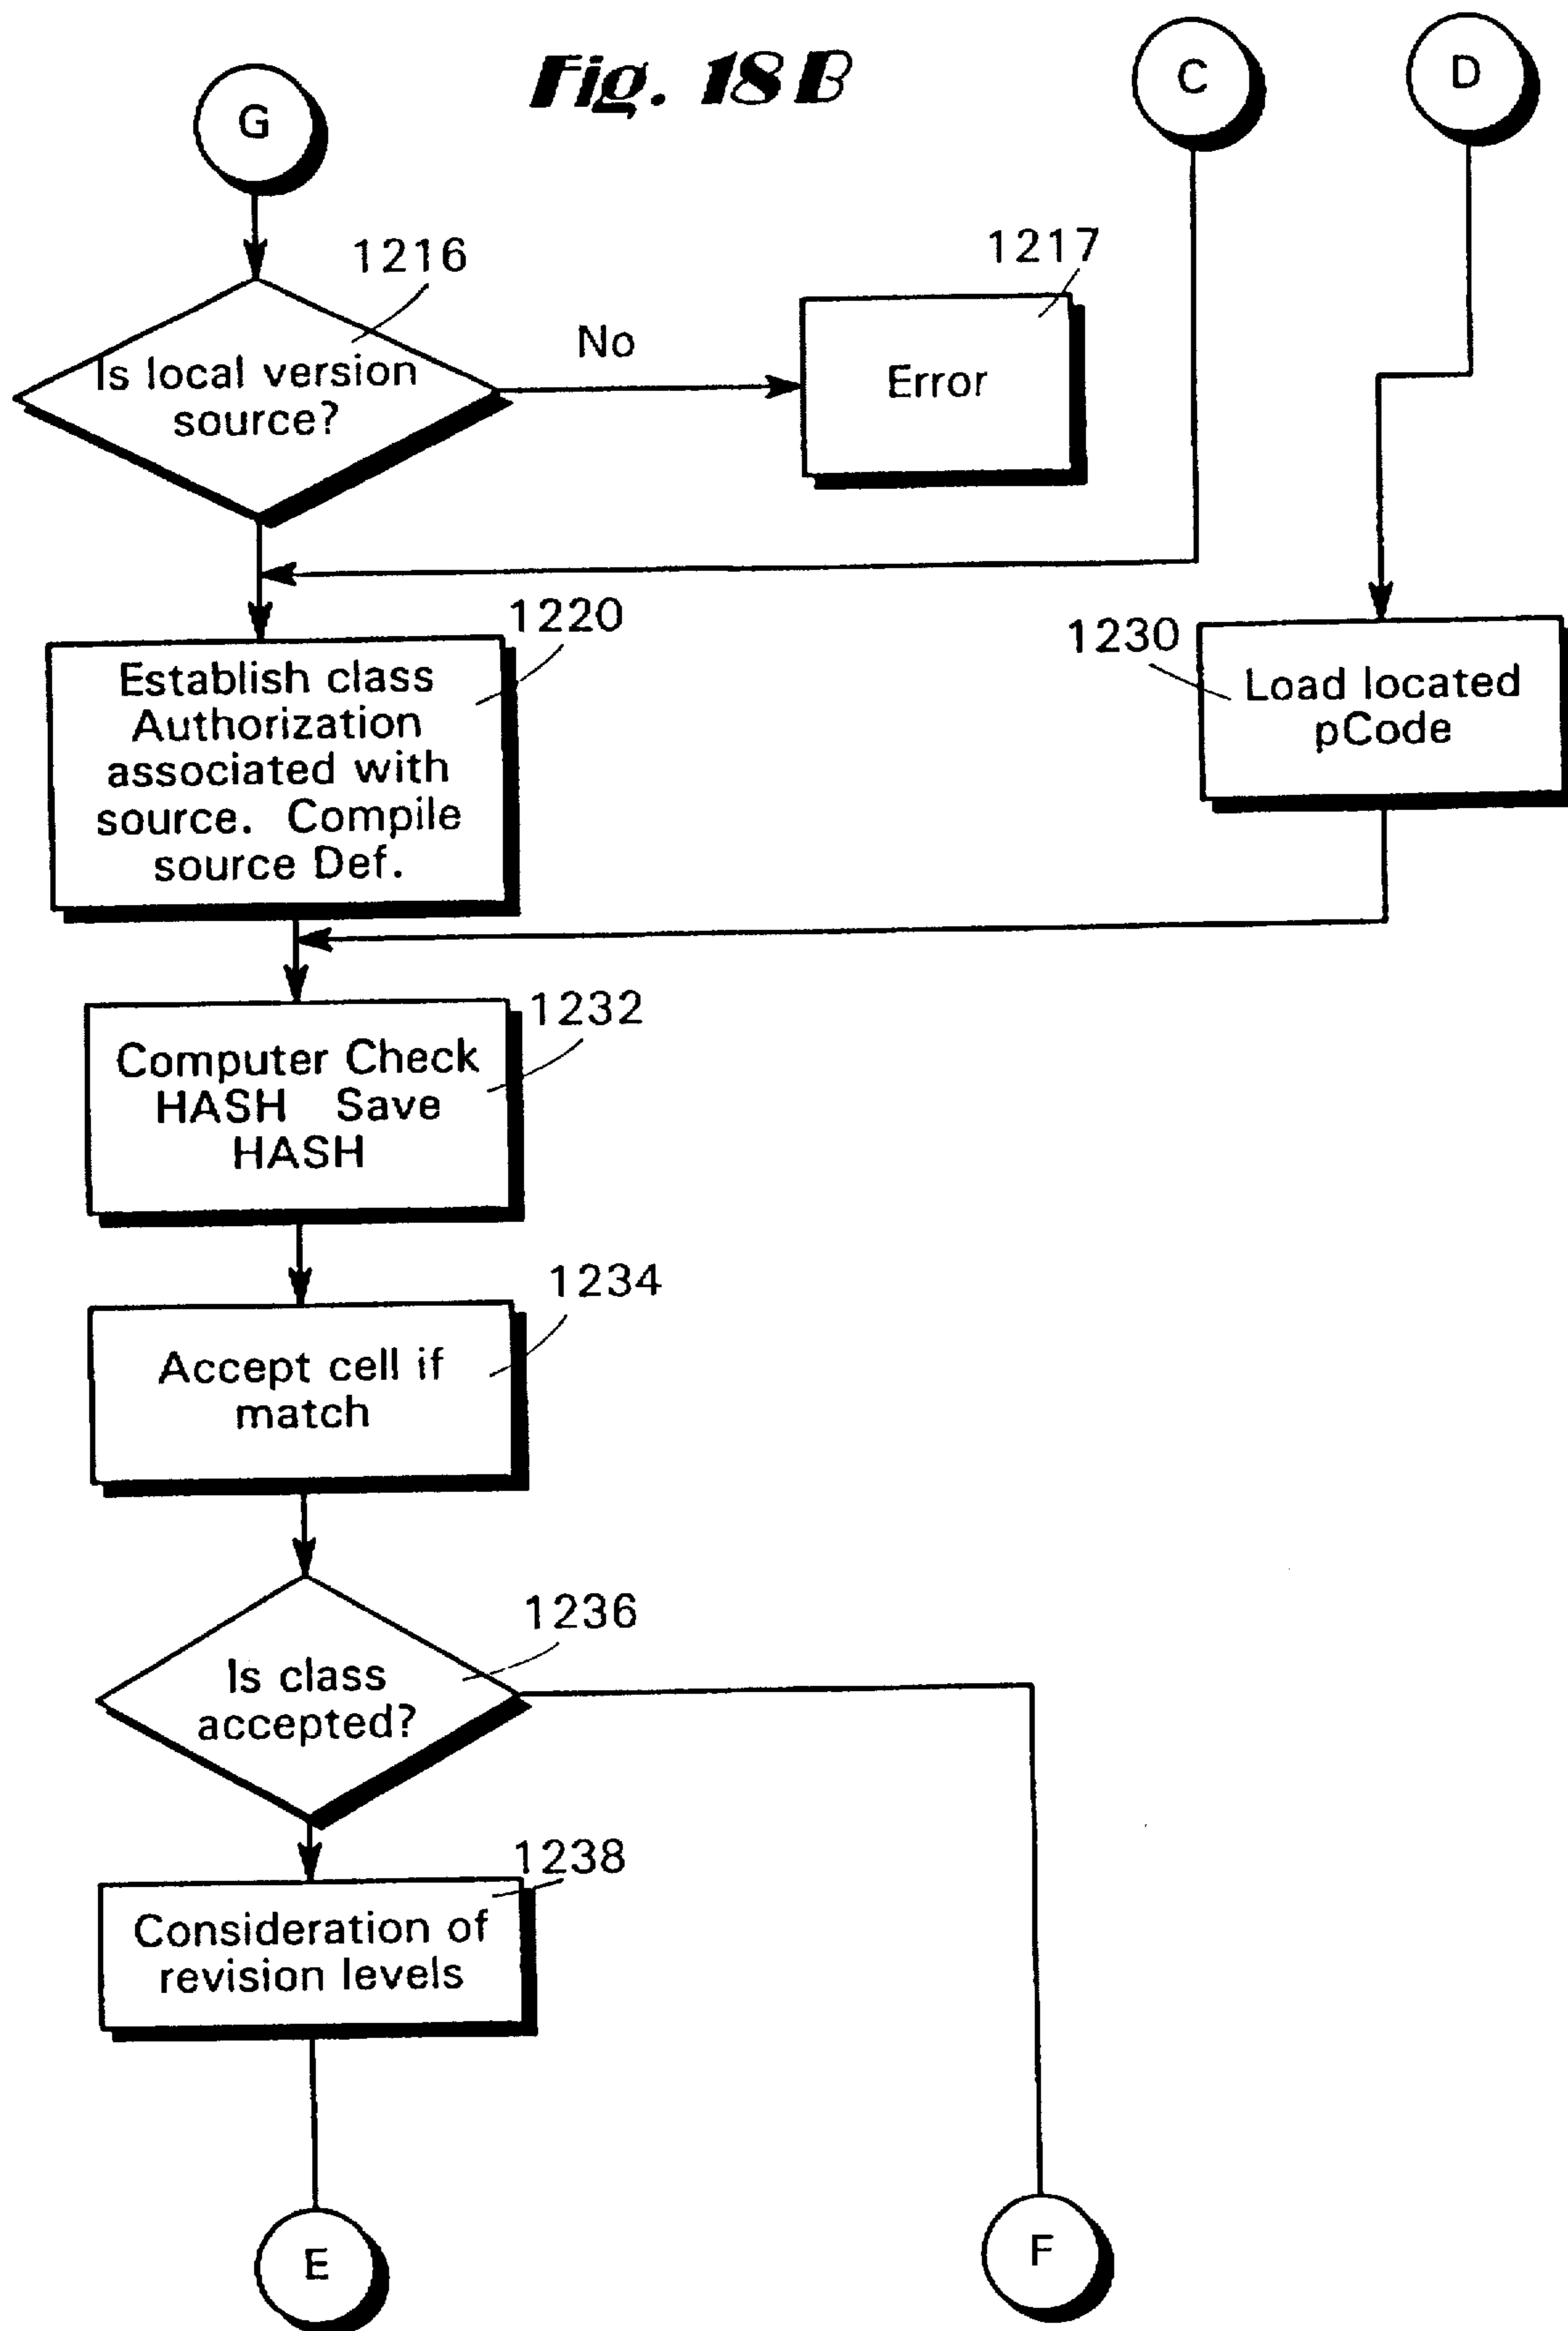 Fig. 18B
G
C
D
1216
Is local version
source?
No
1217
Error
1220
Establish class
Authorization
associated with
source. Compile
source Def.
1230
Load located
pCode
1232
Computer Check
HASH Save
HASH
1234
Accept cell if
match
1236
Is class
accepted?
1238
Consideration of
revision levels
E
F